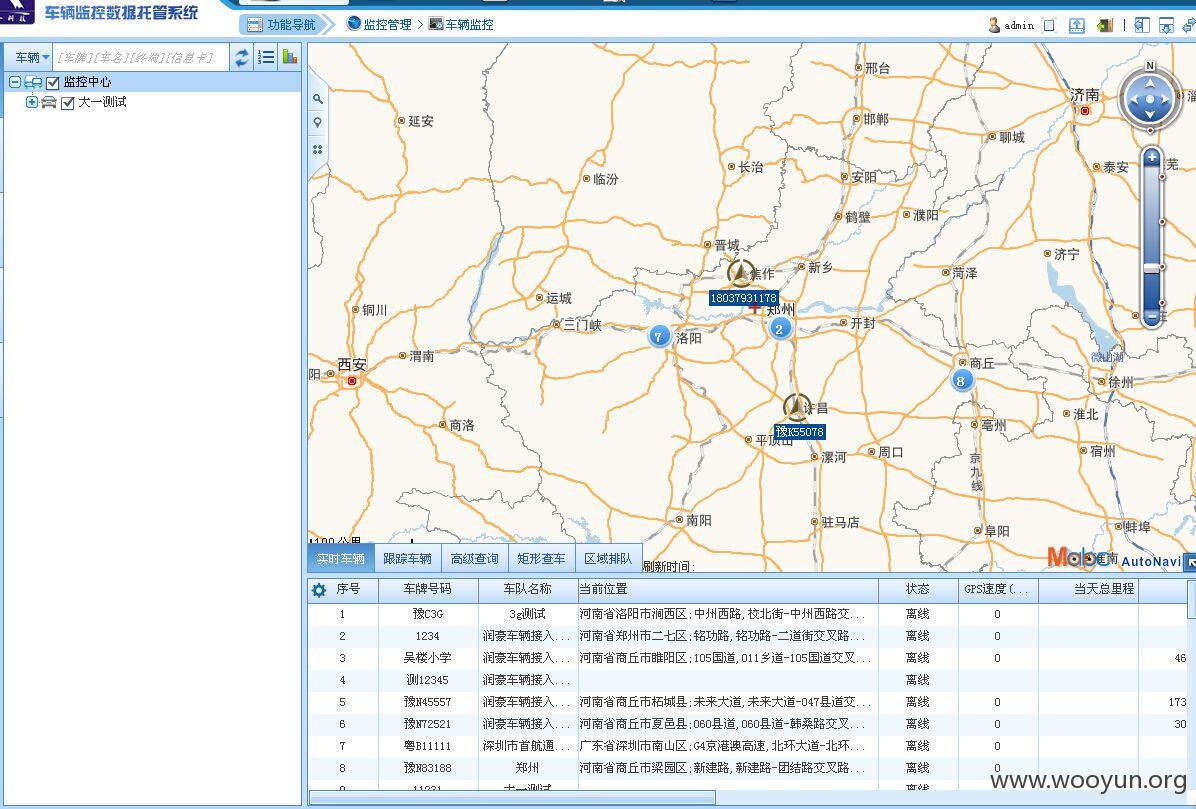 科技
车辆监控数据托管系统
功能导航
监控管理
车辆监控
admin
车辆
[车牌][车名][终端][信息卡]
监控中心
大一测试
N
邢台
济南
淄
延安
邯郸
聊城
长治
泰安
芜
临汾
安阳
鹤壁
濮阳
晋城
济宁
焦作
新乡
菏泽
18037931178
运城
郑州
铜川
三门峡
开封
7
洛阳
2
微山湖
西安
渭南
商丘
阳
8
徐州
许昌
淮北
商洛
亳州
豫K55078
平顶山
周口
宿州
漯河
京九线
南阳
驻马店
阜阳
蚌埠
100公里
Mapbc
AutoNavi
实时车辆
跟踪车辆
高级查询
矩形查车
区域排队
刷新时间:
序号 车牌号码 车队名称 当前位置 状态 GPS速度(... 当天总里程
1 豫C3G 3g测试 河南省洛阳市涧西区;中州西路,校北街-中州西路交... 离线 0
2 1234 润豪车辆接入... 河南省郑州市二七区;铭功路,铭功路-二道街交叉路... 离线 0
3 吴楼小学 润豪车辆接入... 河南省商丘市睢阳区;105国道,011乡道-105国道交叉... 离线 0 46
4 测12345 润豪车辆接入... 离线
5 豫N45557 润豪车辆接入... 河南省商丘市柘城县;未来大道,未来大道-047县道交... 离线 0 173
6 豫N72521 润豪车辆接入... 河南省商丘市夏邑县;060县道,060县道-韩桑路交叉... 离线 0 30
7 粤B11111 深圳市首航通... 广东省深圳市南山区;G4京港澳高速,北环大道-北环... 离线 0
8 豫N83188 郑州 河南省商丘市梁园区;新建路,新建路-团结路交叉路... 离线 0
www.wooyun.org